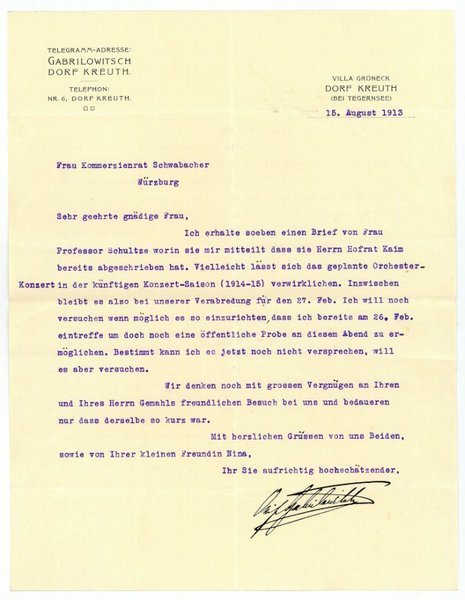 TELEGRAMM-ADRESSE:
GABRILOWITSCH
DORF KREUTH.
TELEPHON:
NR. 6, DORF KREUTH.
VILLA GRÜNECK
DORF KREUTH
(BEI TEGERNSEE)
15. August 1913
Frau Kommerzienrat Schwabacher
Würzburg
Sehr geehrte gnädige Frau,
Ich erhalte soeben einen Brief von Frau
Professor Schultze worin sie mir mitteilt dass sie Herrn Hofrat Kaim
bereits abgeschrieben hat. Vielleicht lässt sich das geplante Orchester-
Konzert in der künftigen Konzert-Saison (1914-15) verwirklichen. Inzwischen
bleibt es also bei unserer Verabredung für den 27. Feb. Ich will noch
versuchen wenn möglich es so einzurichten, dass ich bereits am 26. Feb.
eintreffe um doch noch eine öffentliche Probe an diesem Abend zu er-
möglichen. Bestimmt kann ich es jetzt noch nicht versprechen, will
es aber versuchen.
Wir denken noch mit grossen Vergnügen an Ihren
und Ihres Herrn Gemahls freundlichen Besuch bei uns und bedaueren
nur dass derselbe so kurz war.
Mit herzlichen Grüssen von uns Beiden,
sowie von Ihrer kleinen Freundin Nina,
Ihr Sie aufrichtig hochschätzender,